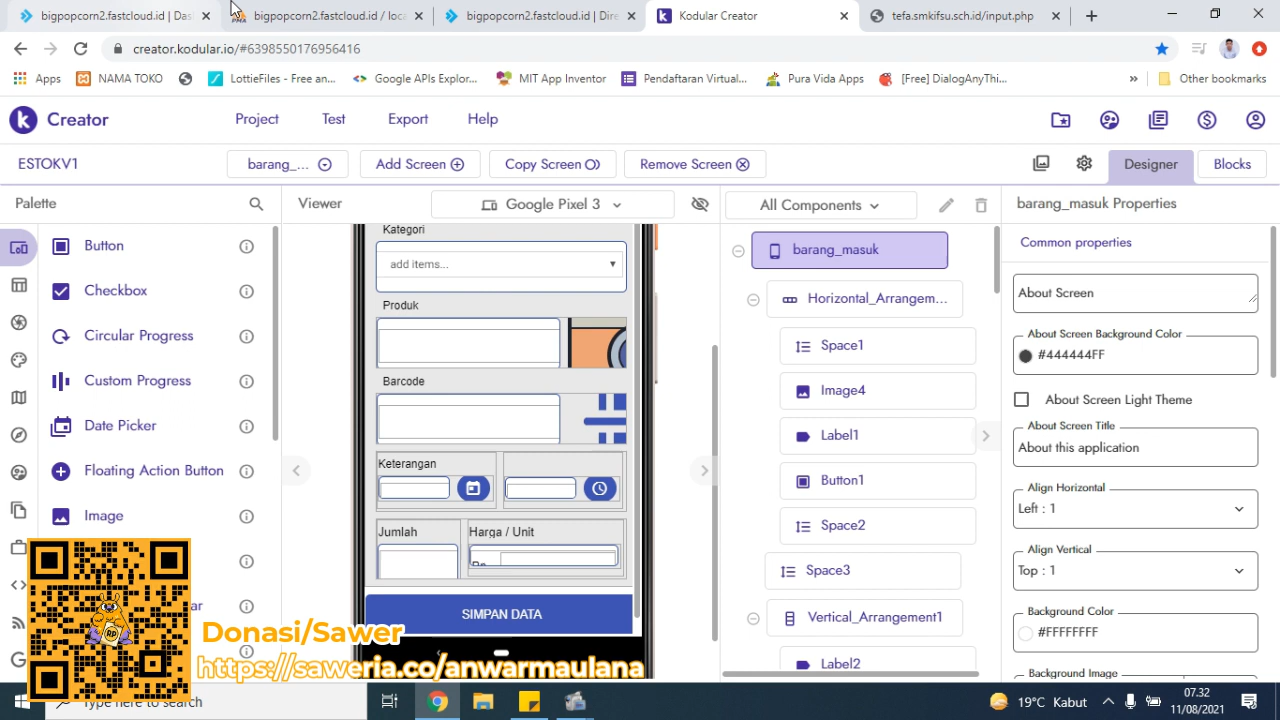 bigpopcorn2.fastcloud.id | Das
bigpopcorn2.fastcloud.id / loca
bigpopcorn2.fastcloud.id | Dire
Kodular Creator
tefa.smkifsu.sch.id/input.php
creator.kodular.io/#6398550176956416
Apps
NAMA TOKO
LottieFiles - Free an...
Google APIs Explor...
MIT App Inventor
Pendaftaran Virtual...
Pura Vida Apps
[Free] DialogAnyThi...
»
Other bookmarks
Creator
Project
Test
Export
Help
ESTOKV1
barang_...
Add Screen
Copy Screen
Remove Screen
Designer
Blocks
Palette
Viewer
Google Pixel 3
All Components
barang_masuk Properties
Button
Checkbox
Circular Progress
Custom Progress
Date Picker
Floating Action Button
Image
Kategori
add items...
Produk
Barcode
Keterangan
Jumlah
Harga / Unit
SIMPAN DATA
barang_masuk
Horizontal_Arrangem...
Space1
Image4
Label1
Button1
Space2
Space3
Vertical_Arrangement1
Label2
Common properties
About Screen
About Screen Background Color
#444444FF
About Screen Light Theme
About Screen Title
About this application
Align Horizontal
Left : 1
Align Vertical
Top : 1
Background Color
#FFFFFFFF
Background Image
RP
Donasi/Sawer
https://saweria.co/anwarmaulana
Type here to search
19°C Kabut
07.32
11/08/2021